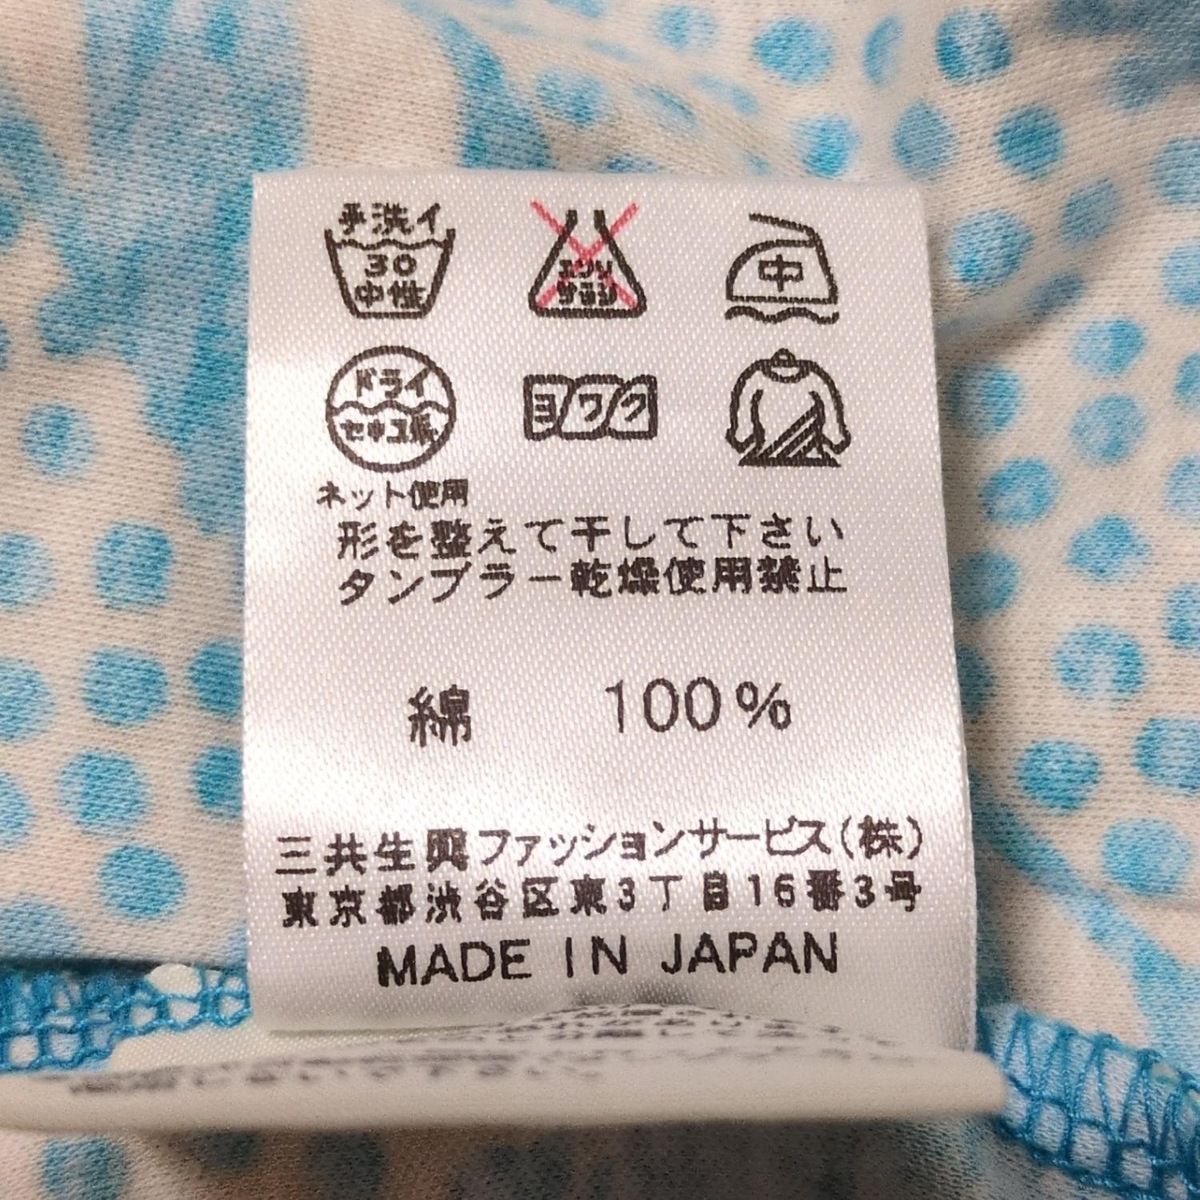 手洗イ
30
中性
エンソ
サラシ
中
ドライ
セキユ系
ヨワク
ネット使用
形を整えて干して下さい
タンブラー乾燥使用禁止
綿 100%
三共生興ファッションサービス(株)
東京都渋谷区東3丁目16番3号
MADE IN JAPAN